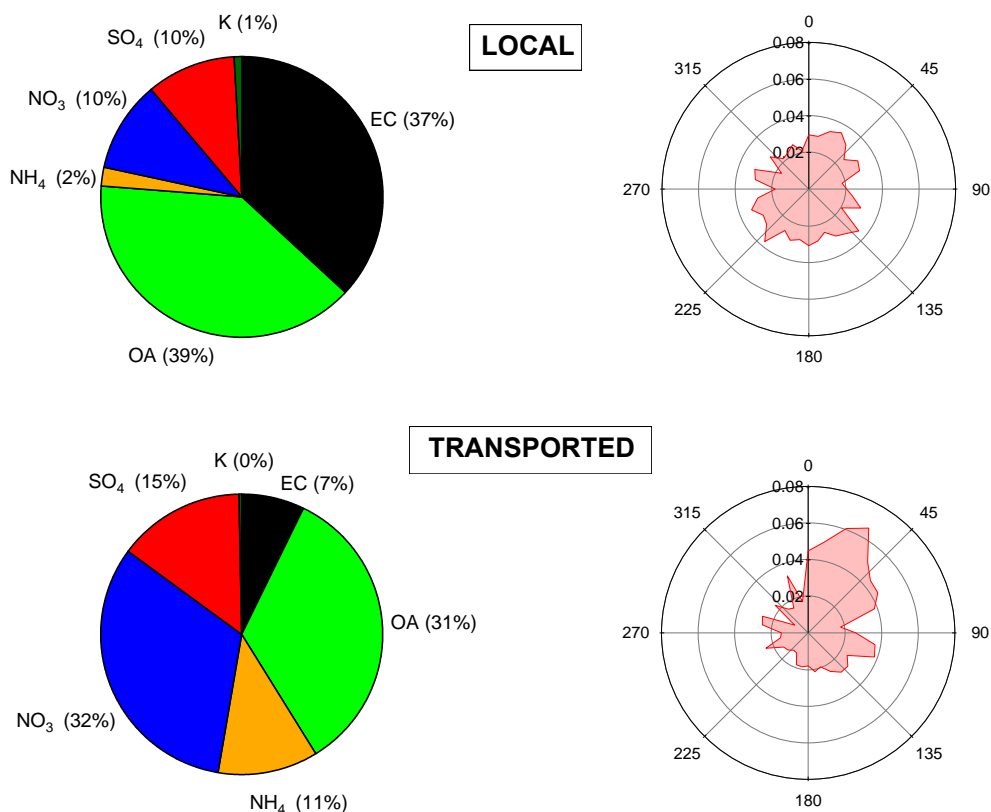 LOCAL
K (1%)
SO₄ (10%)
NO₃ (10%)
NH₄ (2%)
EC (37%)
OA (39%)
0
45
90
135
180
225
270
315
0.08
0.06
0.04
0.02
TRANSPORTED
K (0%)
SO₄ (15%)
EC (7%)
OA (31%)
NO₃ (32%)
NH₄ (11%)
0
45
90
135
180
225
270
315
0.08
0.06
0.04
0.02